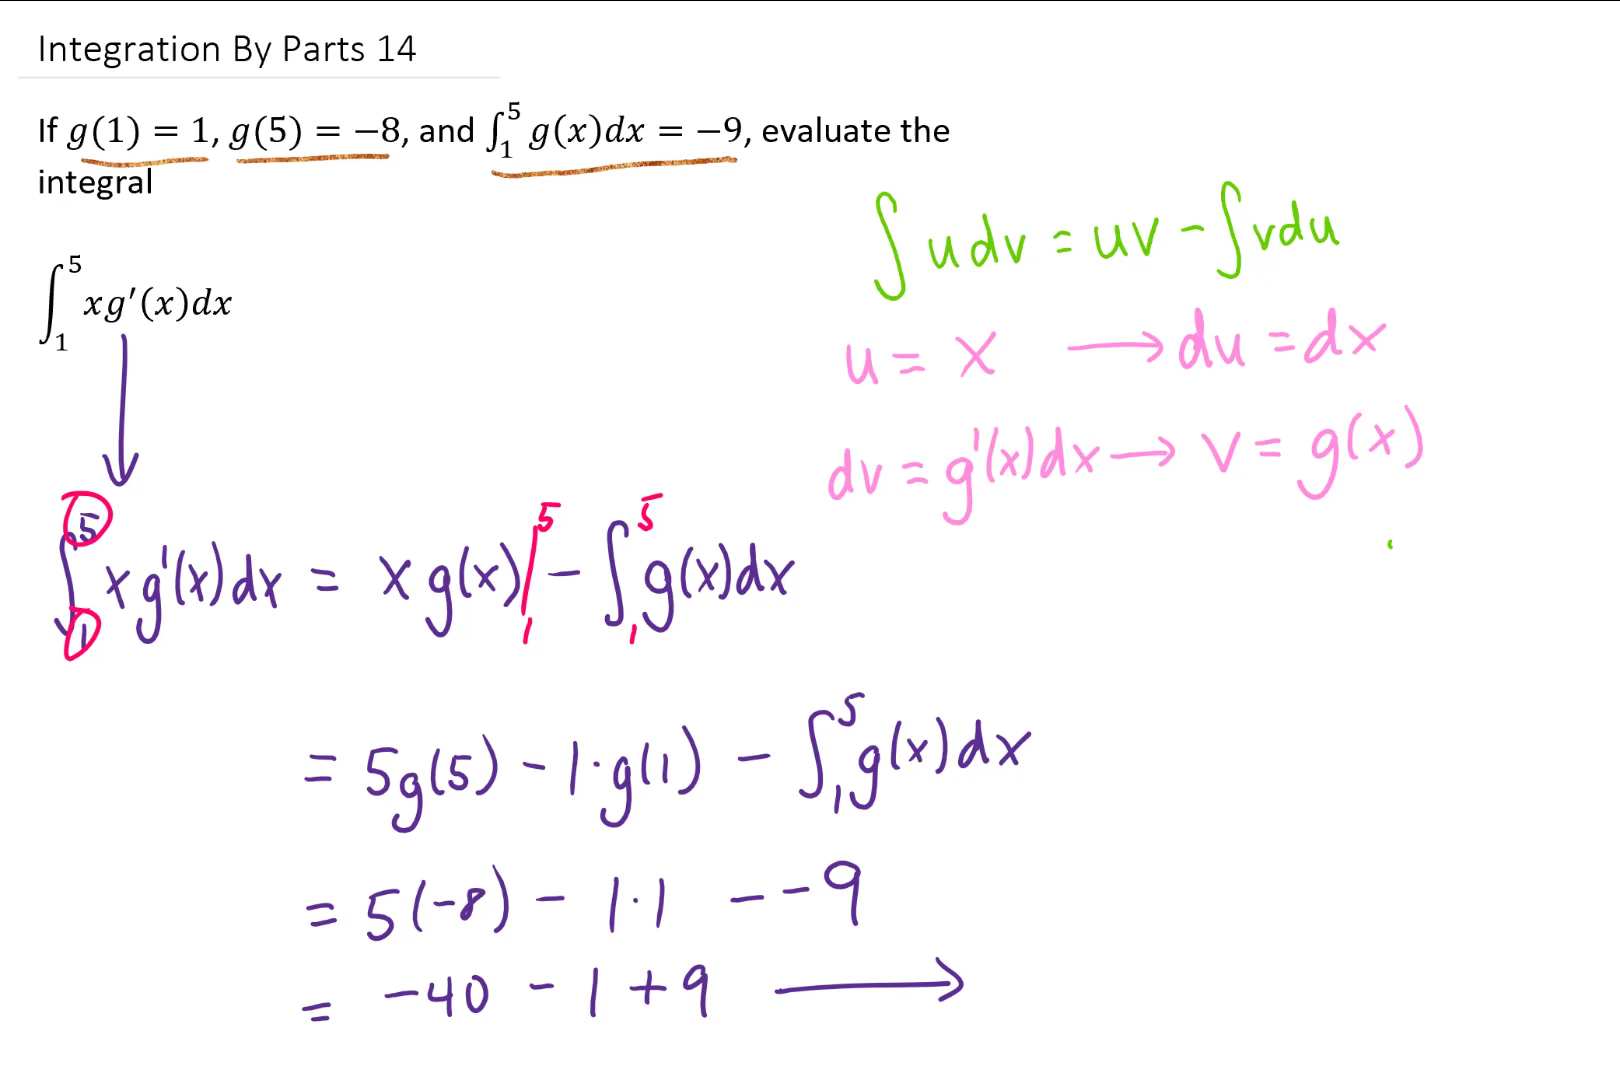 Integration By Parts 14
If g(1) = 1, g(5) = −8, and ∫₁⁵ g(x)dx = −9, evaluate the
integral
∫₁⁵ xg′(x)dx
∫udv = uv - ∫vdu
u = x → du = dx
dv = g'(x)dx → v = g(x)
∫₁⁵ xg'(x)dx = xg(x)|₁⁵ - ∫₁⁵ g(x)dx
= 5g(5) - 1·g(1) - ∫₁⁵ g(x)dx
= 5(-8) - 1·1 - -9
= -40 - 1 + 9 →